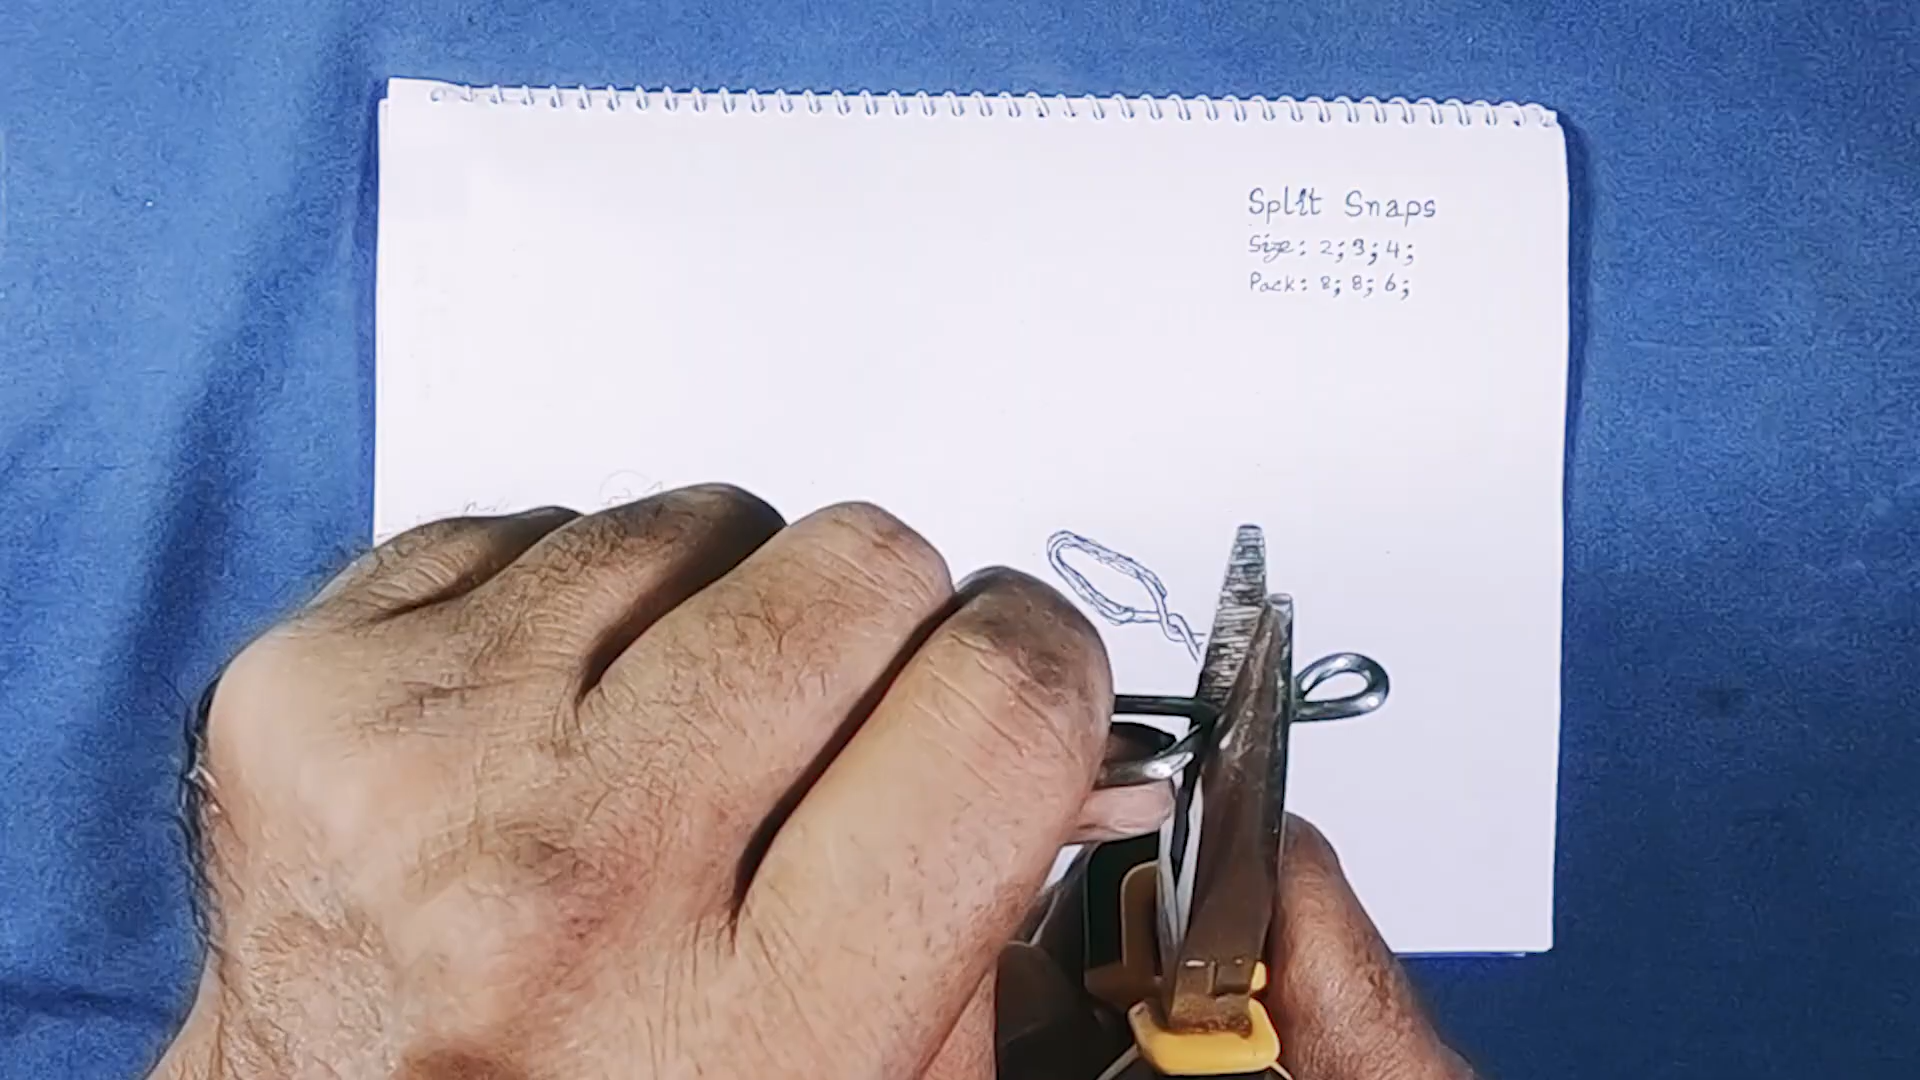 Split Snaps
Size: 2; 3; 4;
Pack: 8; 8; 6;